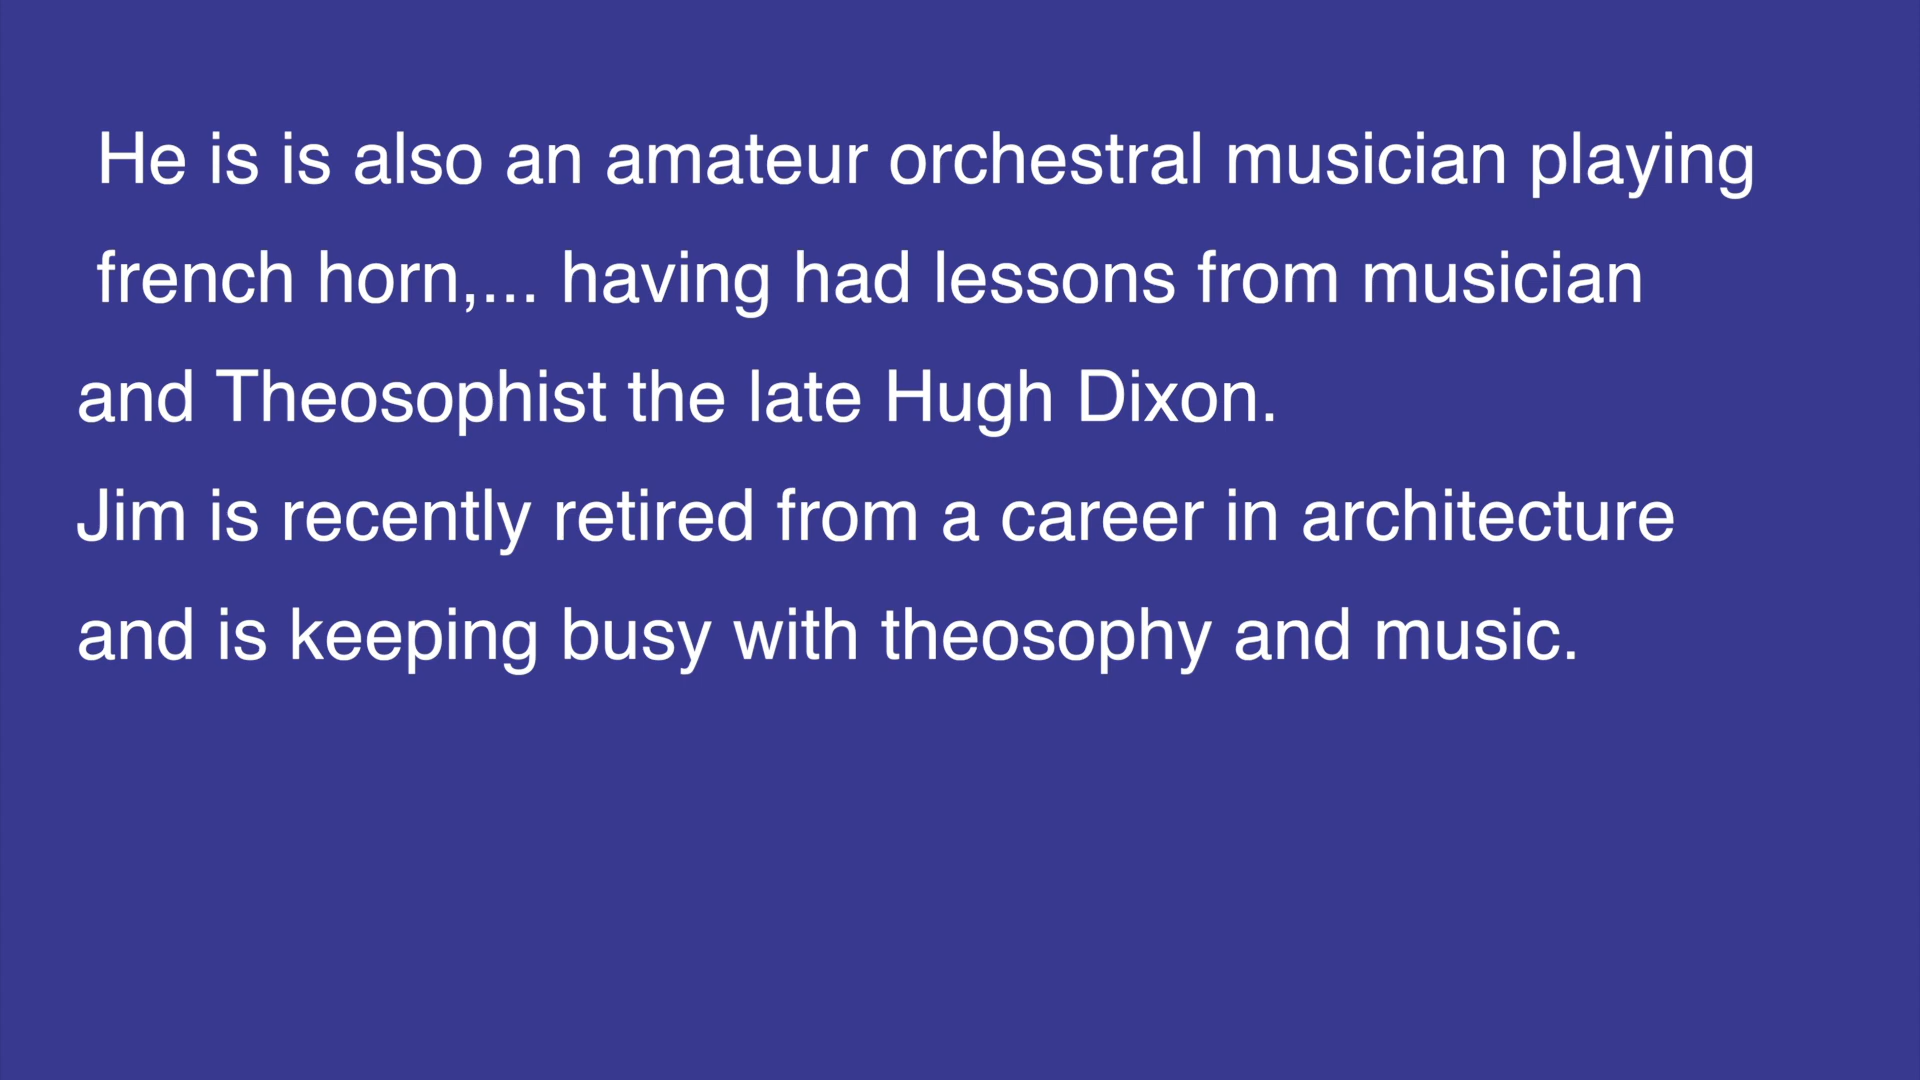 He is is also an amateur orchestral musician playing
french horn,... having had lessons from musician
and Theosophist the late Hugh Dixon.
Jim is recently retired from a career in architecture
and is keeping busy with theosophy and music.